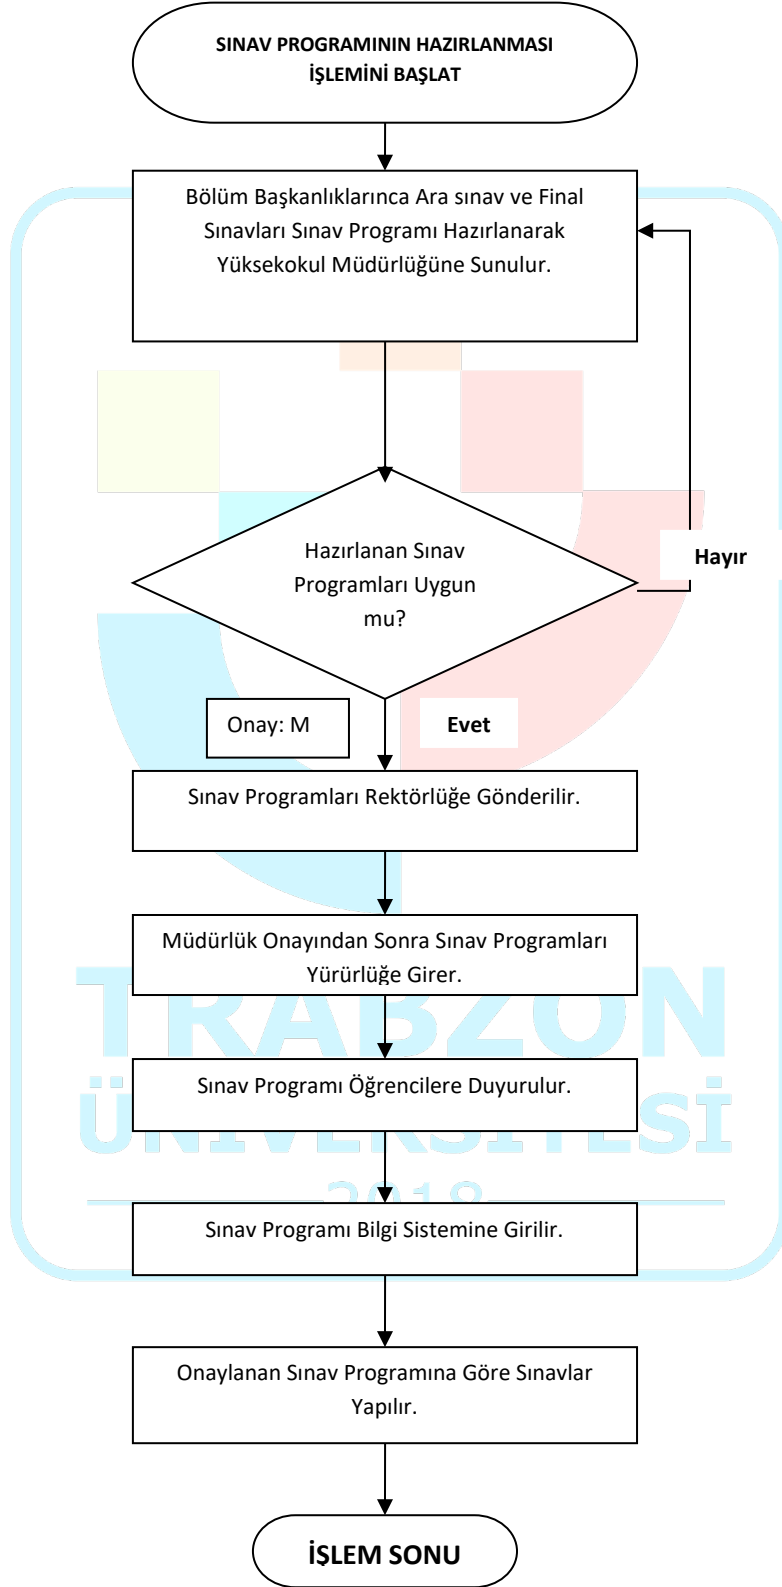 SINAV PROGRAMININ HAZIRLANMASI
İŞLEMİNİ BAŞLAT
Bölüm Başkanlıklarınca Ara sınav ve Final
Sınavları Sınav Programı Hazırlanarak
Yüksekokul Müdürlüğüne Sunulur.
Hazırlanan Sınav
Programları Uygun
mu?
Hayır
Onay: M
Evet
Sınav Programları Rektörlüğe Gönderilir.
Müdürlük Onayından Sonra Sınav Programları
Yürürlüğe Girer.
TRABZON
Sınav Programı Öğrencilere Duyurulur.
ÜNİVERSİTESİ
2018
Sınav Programı Bilgi Sistemine Girilir.
Onaylanan Sınav Programına Göre Sınavlar
Yapılır.
İŞLEM SONU